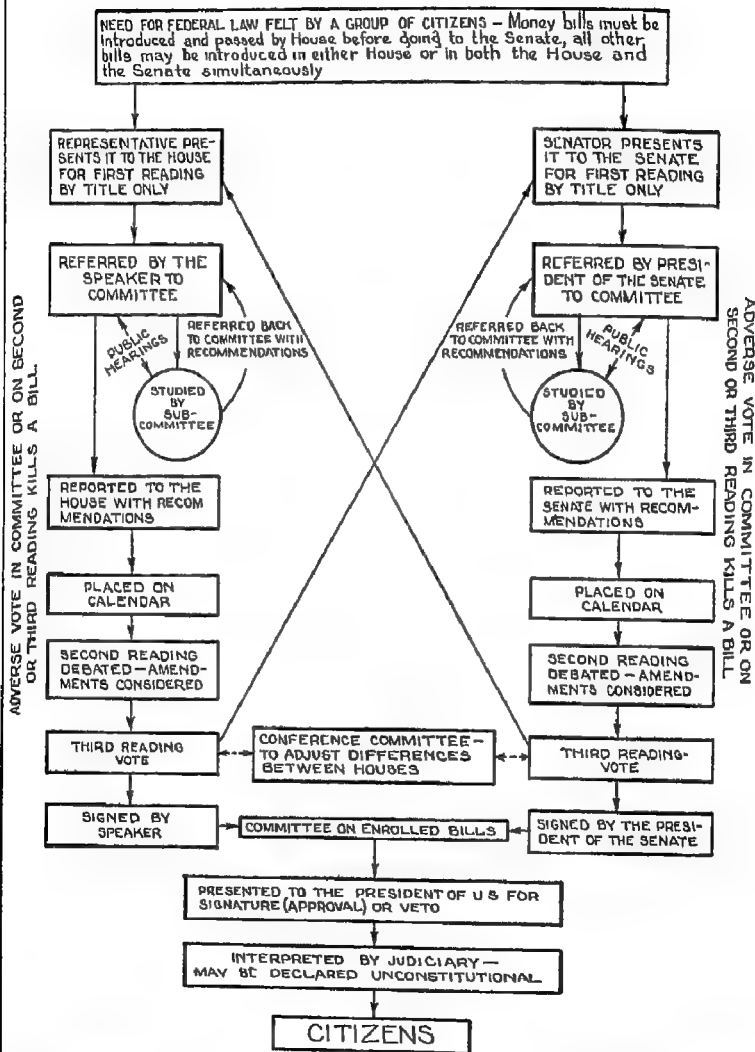 NEED FOR FEDERAL LAW FELT BY A GROUP OF CITIZENS – Money bills must be
introduced and passed by House before going to the Senate, all other
bills may be introduced in either House or in both the House and
the Senate simultaneously
REPRESENTATIVE PRE-
SENTS IT TO THE HOUSE
FOR FIRST READING
BY TITLE ONLY
SENATOR PRESENTS
IT TO THE SENATE
FOR FIRST READING
BY TITLE ONLY
REFERRED BY THE
SPEAKER TO
COMMITTEE
REFERRED BY PRESI-
DENT OF THE SENATE
TO COMMITTEE
PUBLIC
HEARINGS
REFERRED BACK
TO COMMITTEE WITH
RECOMMENDATIONS
REFERRED BACK
TO COMMITTEE WITH
RECOMMENDATIONS
PUBLIC
HEARINGS
STUDIED
BY SUB-
COMMITTEE
STUDIED
BY SUB-
COMMITTEE
ADVERSE VOTE IN COMMITTEE OR ON SECOND
OR THIRD READING KILLS A BILL
ADVERSE VOTE IN COMMITTEE OR ON
SECOND OR THIRD READING KILLS A BILL
REPORTED TO THE
HOUSE WITH RECOM
MENDATIONS
REPORTED TO THE
SENATE WITH RECOM-
MENDATIONS
PLACED ON
CALENDAR
PLACED ON
CALENDAR
SECOND READING
DEBATED – AMEND-
MENTS CONSIDERED
SECOND READING
DEBATED – AMEND-
MENTS CONSIDERED
THIRD READING
VOTE
CONFERENCE COMMITTEE –
TO ADJUST DIFFERENCES
BETWEEN HOUSES
THIRD READING-
VOTE
SIGNED BY
SPEAKER
COMMITTEE ON ENROLLED BILLS
SIGNED BY THE PRESI-
DENT OF THE SENATE
PRESENTED TO THE PRESIDENT OF U S FOR
SIGNATURE (APPROVAL) OR VETO
INTERPRETED BY JUDICIARY –
MAY BE DECLARED UNCONSTITUTIONAL
CITIZENS